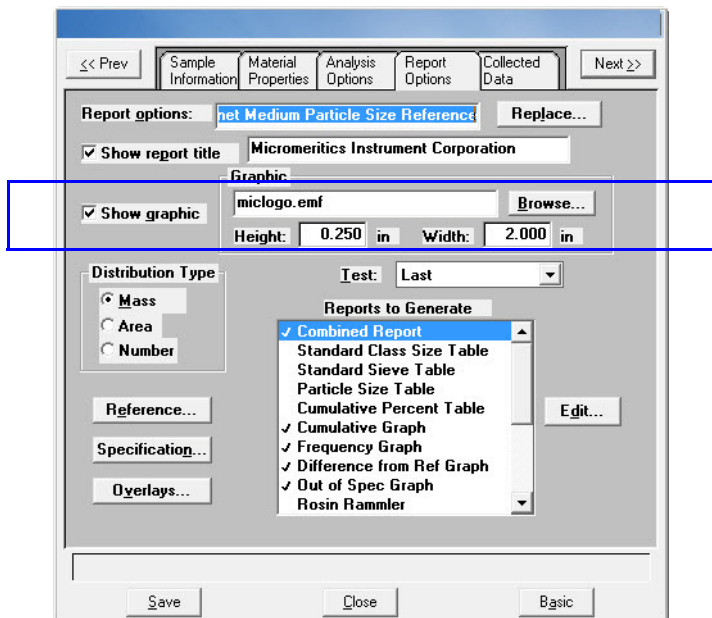 << Prev
Sample Information
Material Properties
Analysis Options
Report Options
Collected Data
Next >>
Report options: net Medium Particle Size Reference Replace...
✓ Show report title Micromeritics Instrument Corporation
Graphic
✓ Show graphic miclogo.emf Browse...
Height: 0.250 in Width: 2.000 in
Distribution Type
Mass
Area
Number
Test: Last
Reports to Generate
✓ Combined Report
Standard Class Size Table
Standard Sieve Table
Particle Size Table
Cumulative Percent Table
✓ Cumulative Graph
✓ Frequency Graph
✓ Difference from Ref Graph
✓ Out of Spec Graph
Rosin Rammler
Reference...
Specification...
Overlays...
Edit...
Save Close Basic